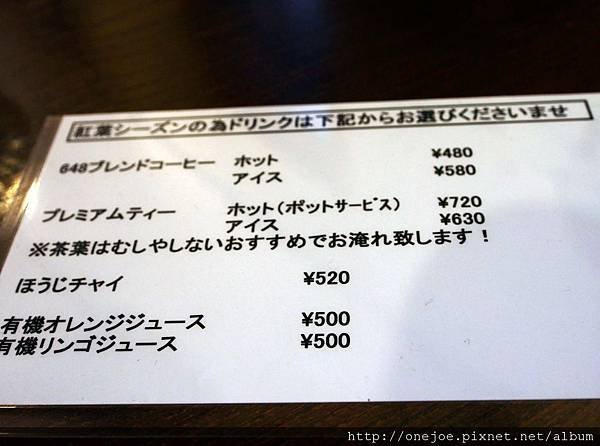 紅葉シーズンの為ドリンクは下記からお選びくださいませ
648ブレンドコーヒー ホット ¥480
アイス ¥580
プレミアムティー ホット(ポットサービス) ¥720
アイス ¥630
※茶葉はむしやしないおすすめでお淹れ致します!
ほうじチャイ ¥520
有機オレンジジュース ¥500
有機リンゴジュース ¥500
http://onejoe.pixnet.net/album